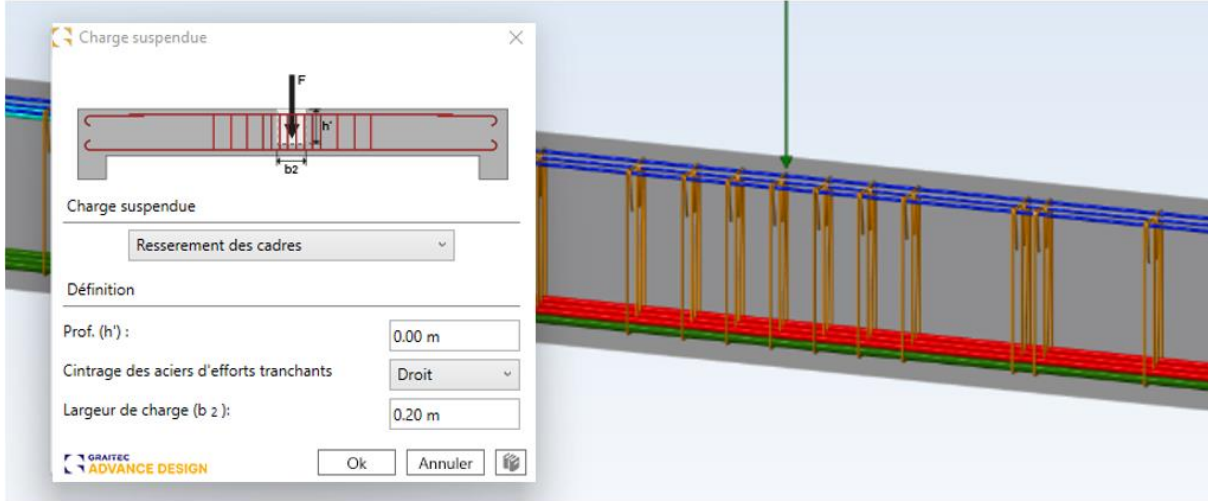 Charge suspendue
F
h'
b2
Charge suspendue
Resserement des cadres
Définition
Prof. (h') :
0.00 m
Cintrage des aciers d'efforts tranchants
Droit
Largeur de charge (b 2 ):
0.20 m
GRAITEC
ADVANCE DESIGN
Ok
Annuler